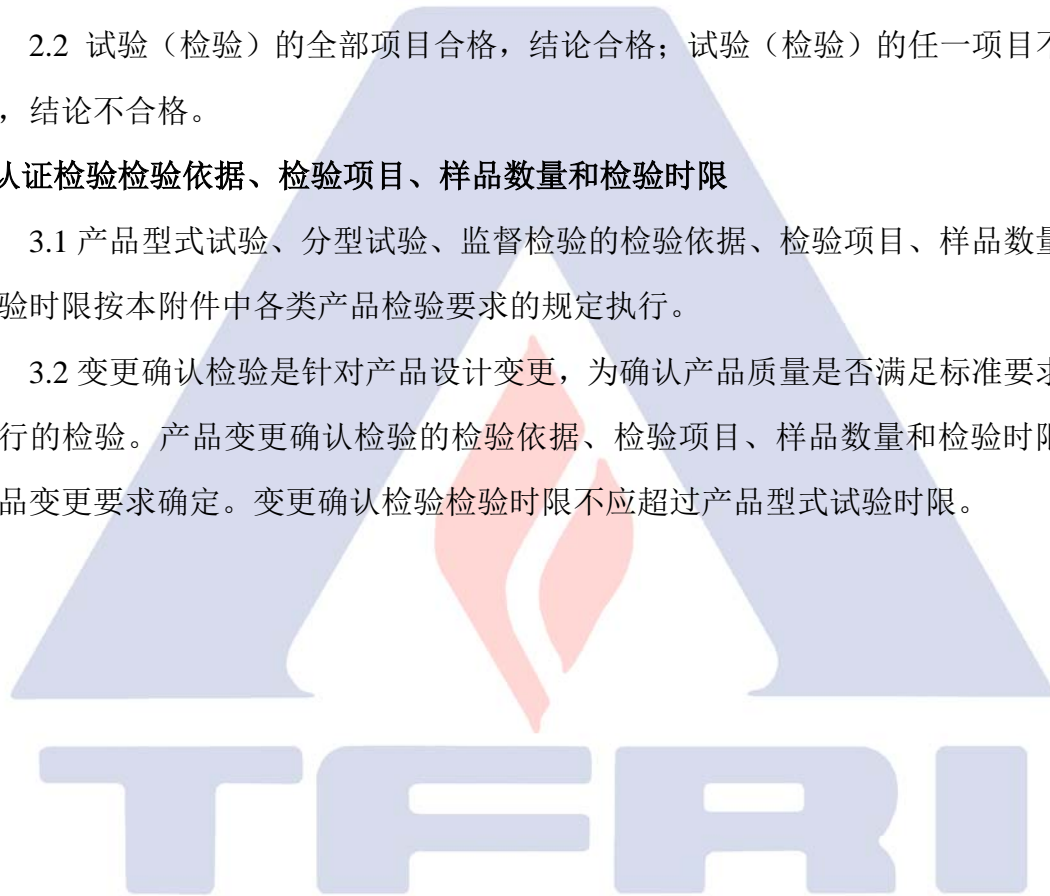 2.2 试验（检验）的全部项目合格，结论合格；试验（检验）的任一项目不
，结论不合格。
认证检验检验依据、检验项目、样品数量和检验时限
3.1 产品型式试验、分型试验、监督检验的检验依据、检验项目、样品数量
验时限按本附件中各类产品检验要求的规定执行。
3.2 变更确认检验是针对产品设计变更，为确认产品质量是否满足标准要求
行的检验。产品变更确认检验的检验依据、检验项目、样品数量和检验时限
品变更要求确定。变更确认检验检验时限不应超过产品型式试验时限。
TFRI